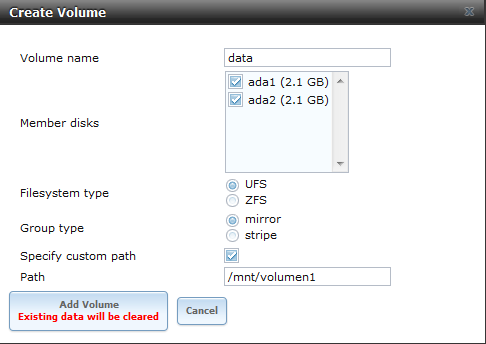 Create Volume
Volume name data
Member disks
ada1 (2.1 GB)
ada2 (2.1 GB)
Filesystem type
UFS
ZFS
Group type
mirror
stripe
Specify custom path
Path /mnt/volumen1
Add Volume
Existing data will be cleared
Cancel